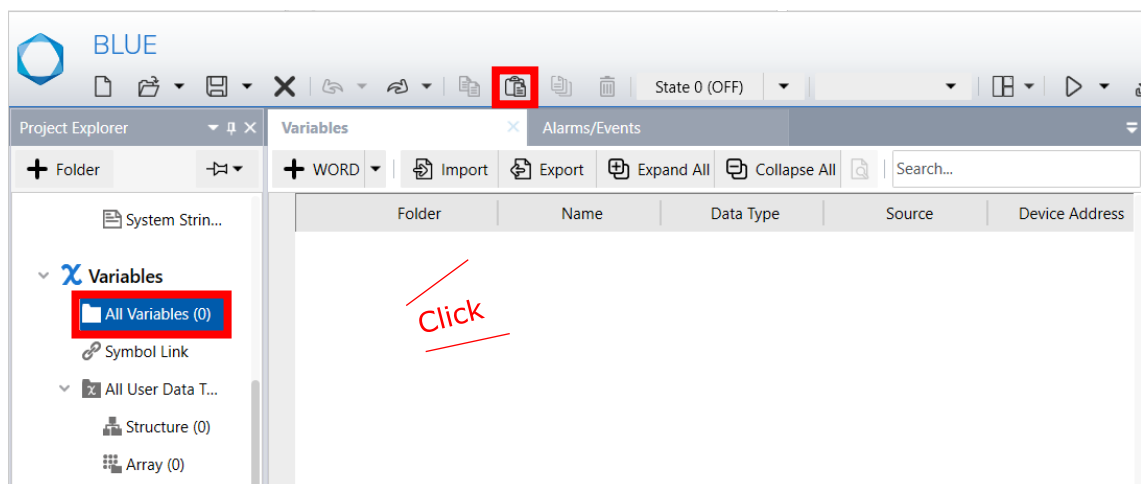 BLUE
State 0 (OFF)
Project Explorer
Variables
Alarms/Events
Folder
WORD
Import
Export
Expand All
Collapse All
Search...
Folder
Name
Data Type
Source
Device Address
System Strin...
Variables
All Variables (0)
Click
Symbol Link
All User Data T...
Structure (0)
Array (0)